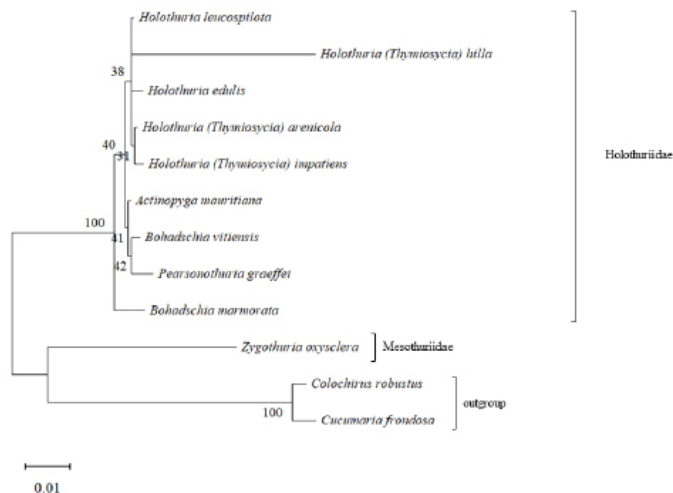 Holothuria leucospilota
Holothuria (Thymiosycia) hilla
38
Holothuria edulis
Holothuria (Thymiosycia) arenicola
40
31
Holothuriidae
Holothuria (Thymiosycia) impatiens
Actinopyga mauritiana
100
41
Bohadschia vitiensis
42
Pearsonothuria graeffei
Bohadschia marmorata
Zygothuria oxysclera
Mesothuriidae
Colochirus robustus
outgroup
100
Cucumaria frondosa
0.01